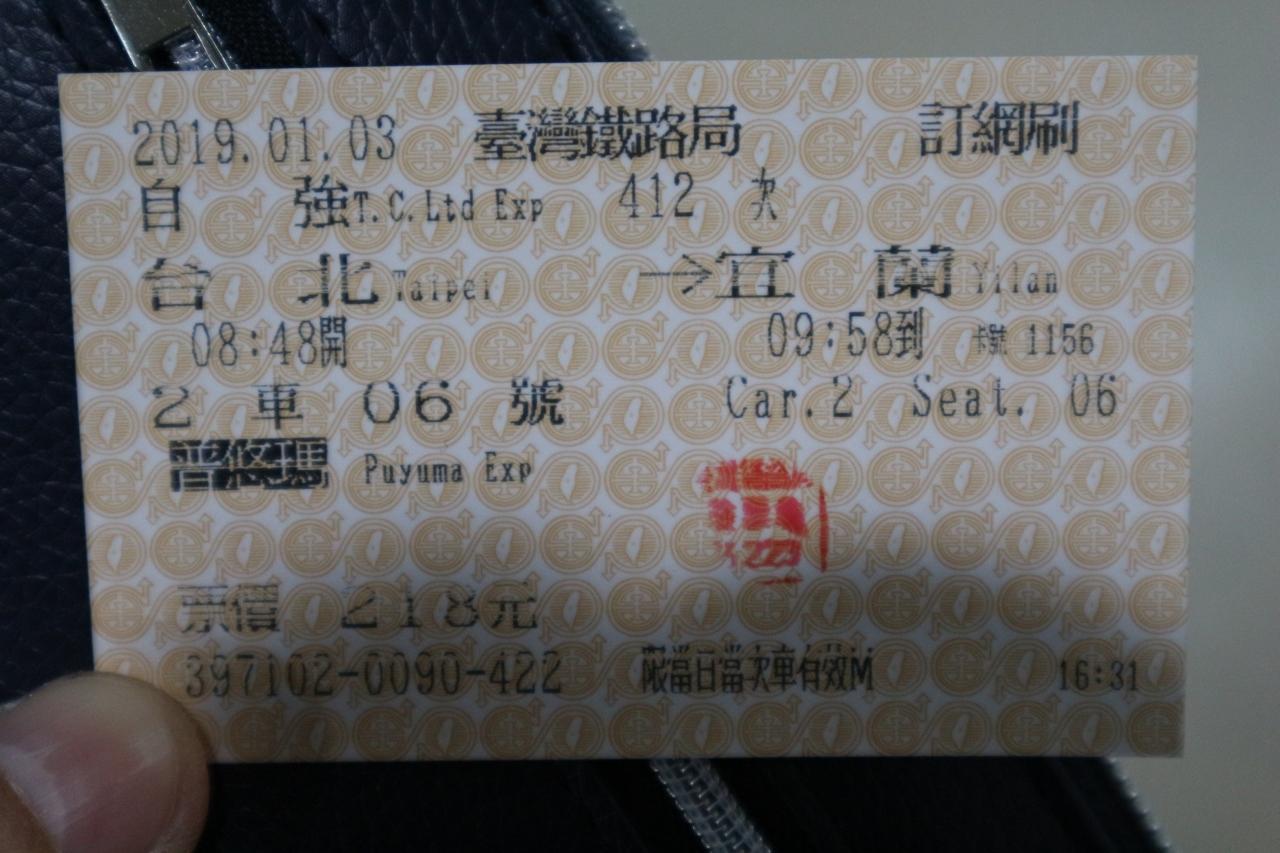 2019.01.03 臺灣鐵路局 訂網刷
自 強 T.C.Ltd Exp 412 次
台 北 Taipei → 宜 蘭 Yilan
08:48開 09:58到 卡號 1156
2 車 06 號 Car.2 Seat. 06
普悠瑪 Puyuma Exp
票價 218元
397102-0090-422 限當日當次車有效M 16:31